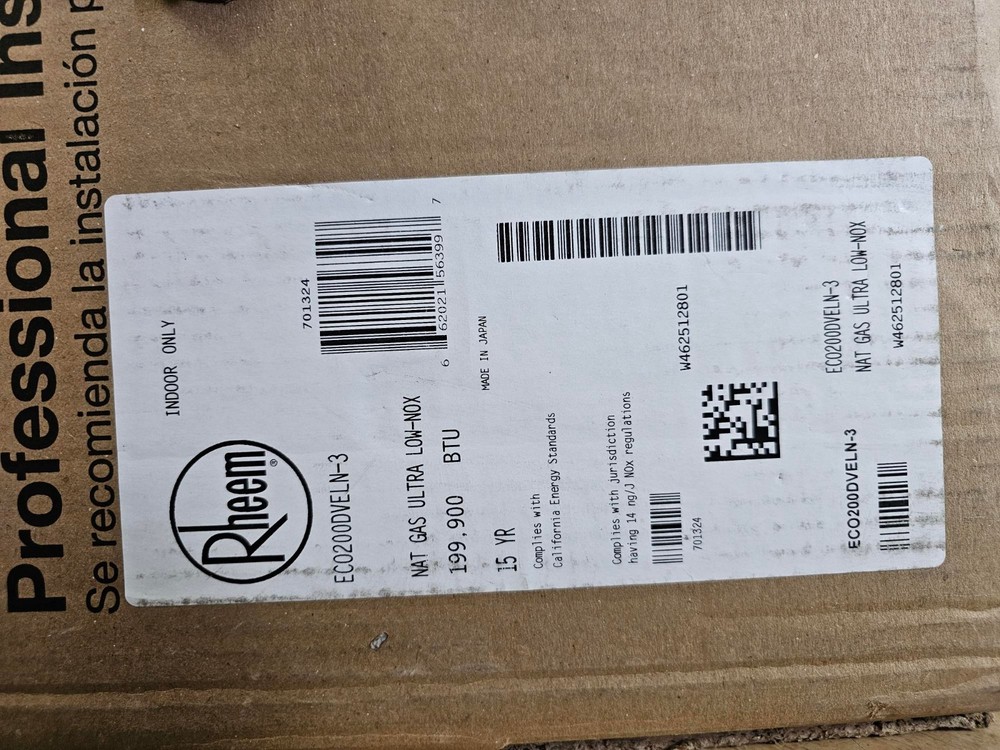 Professional Ins
Se recomienda la instalación p
Rheem®
INDOOR ONLY
ECO200DVELN-3
701324
6 62021 56399 7
NAT GAS ULTRA LOW-NOX
199,900 BTU
MADE IN JAPAN
15 YR
Complies with
California Energy Standards
Complies with jurisdiction
having 14 ng/J NOx regulations
701324
W462512801
ECO200DVELN-3
ECO200DVELN-3
NAT GAS ULTRA LOW-NOX
W462512801